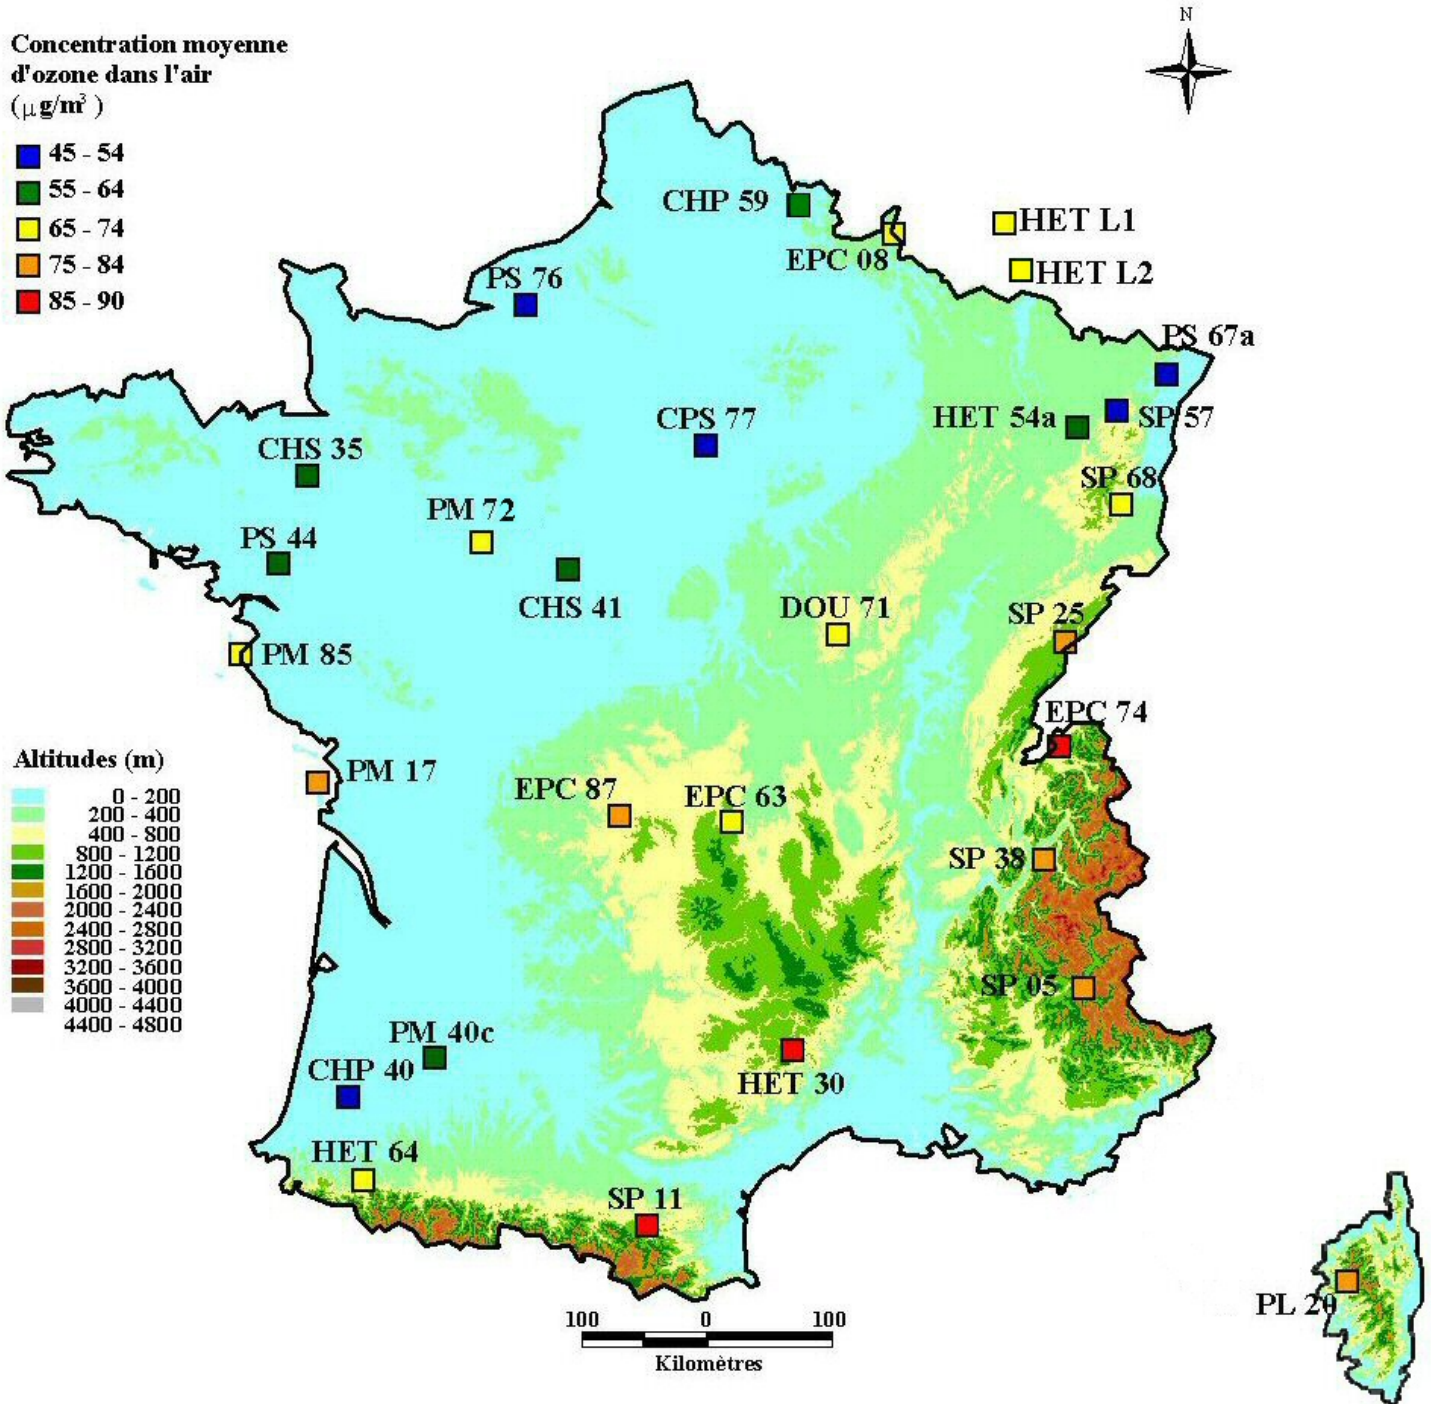 N
Concentration moyenne
d'ozone dans l'air
(µg/m³ )
45 - 54
55 - 64
65 - 74
75 - 84
85 - 90
CHP 59
EPC 08
HET L1
HET L2
PS 76
PS 67a
CPS 77
HET 54a
SP 57
CHS 35
SP 68
PM 72
PS 44
CHS 41
DOU 71
SP 25
PM 85
EPC 74
Altitudes (m)
0 - 200
200 - 400
400 - 800
800 - 1200
1200 - 1600
1600 - 2000
2000 - 2400
2400 - 2800
2800 - 3200
3200 - 3600
3600 - 4000
4000 - 4400
4400 - 4800
PM 17
EPC 87
EPC 63
SP 38
SP 05
PM 40c
CHP 40
HET 30
HET 64
SP 11
PL 20
100 0 100
Kilomètres